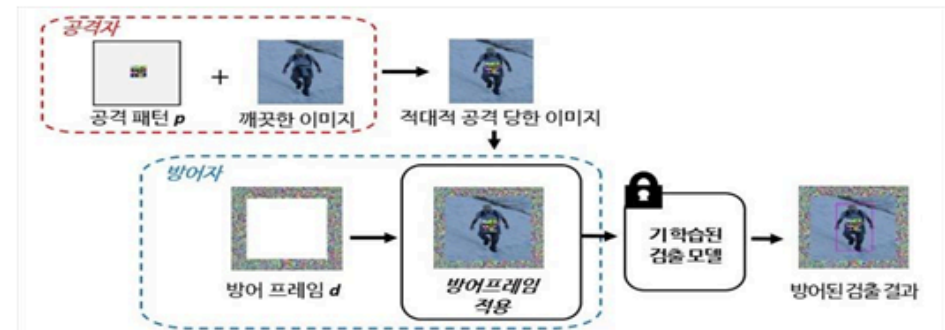 공격자
+
공격 패턴 p
깨끗한 이미지
적대적 공격 당한 이미지
방어자
방어 프레임 d
방어프레임
적용
기학습된
검출 모델
방어된 검출 결과